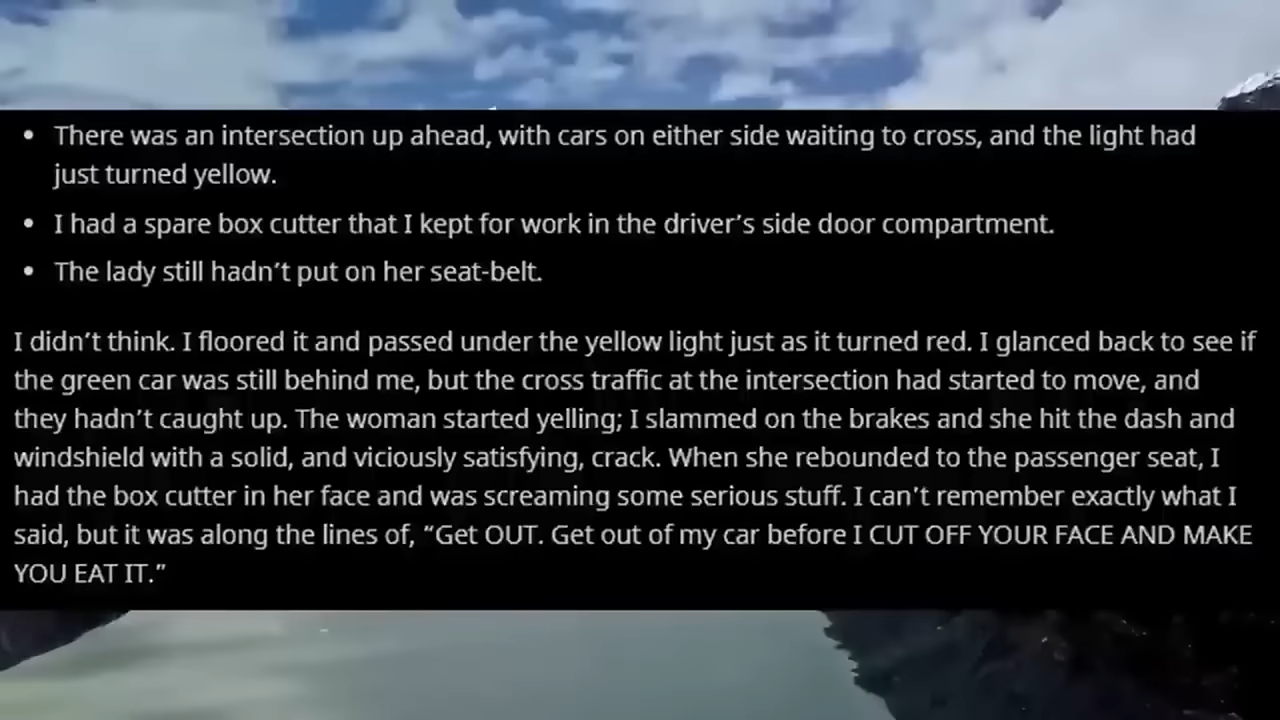 • There was an intersection up ahead, with cars on either side waiting to cross, and the light had
just turned yellow.
• I had a spare box cutter that I kept for work in the driver’s side door compartment.
• The lady still hadn’t put on her seat-belt.
I didn’t think. I floored it and passed under the yellow light just as it turned red. I glanced back to see if
the green car was still behind me, but the cross traffic at the intersection had started to move, and
they hadn’t caught up. The woman started yelling; I slammed on the brakes and she hit the dash and
windshield with a solid, and viciously satisfying, crack. When she rebounded to the passenger seat, I
had the box cutter in her face and was screaming some serious stuff. I can’t remember exactly what I
said, but it was along the lines of, “Get OUT. Get out of my car before I CUT OFF YOUR FACE AND MAKE
YOU EAT IT.”